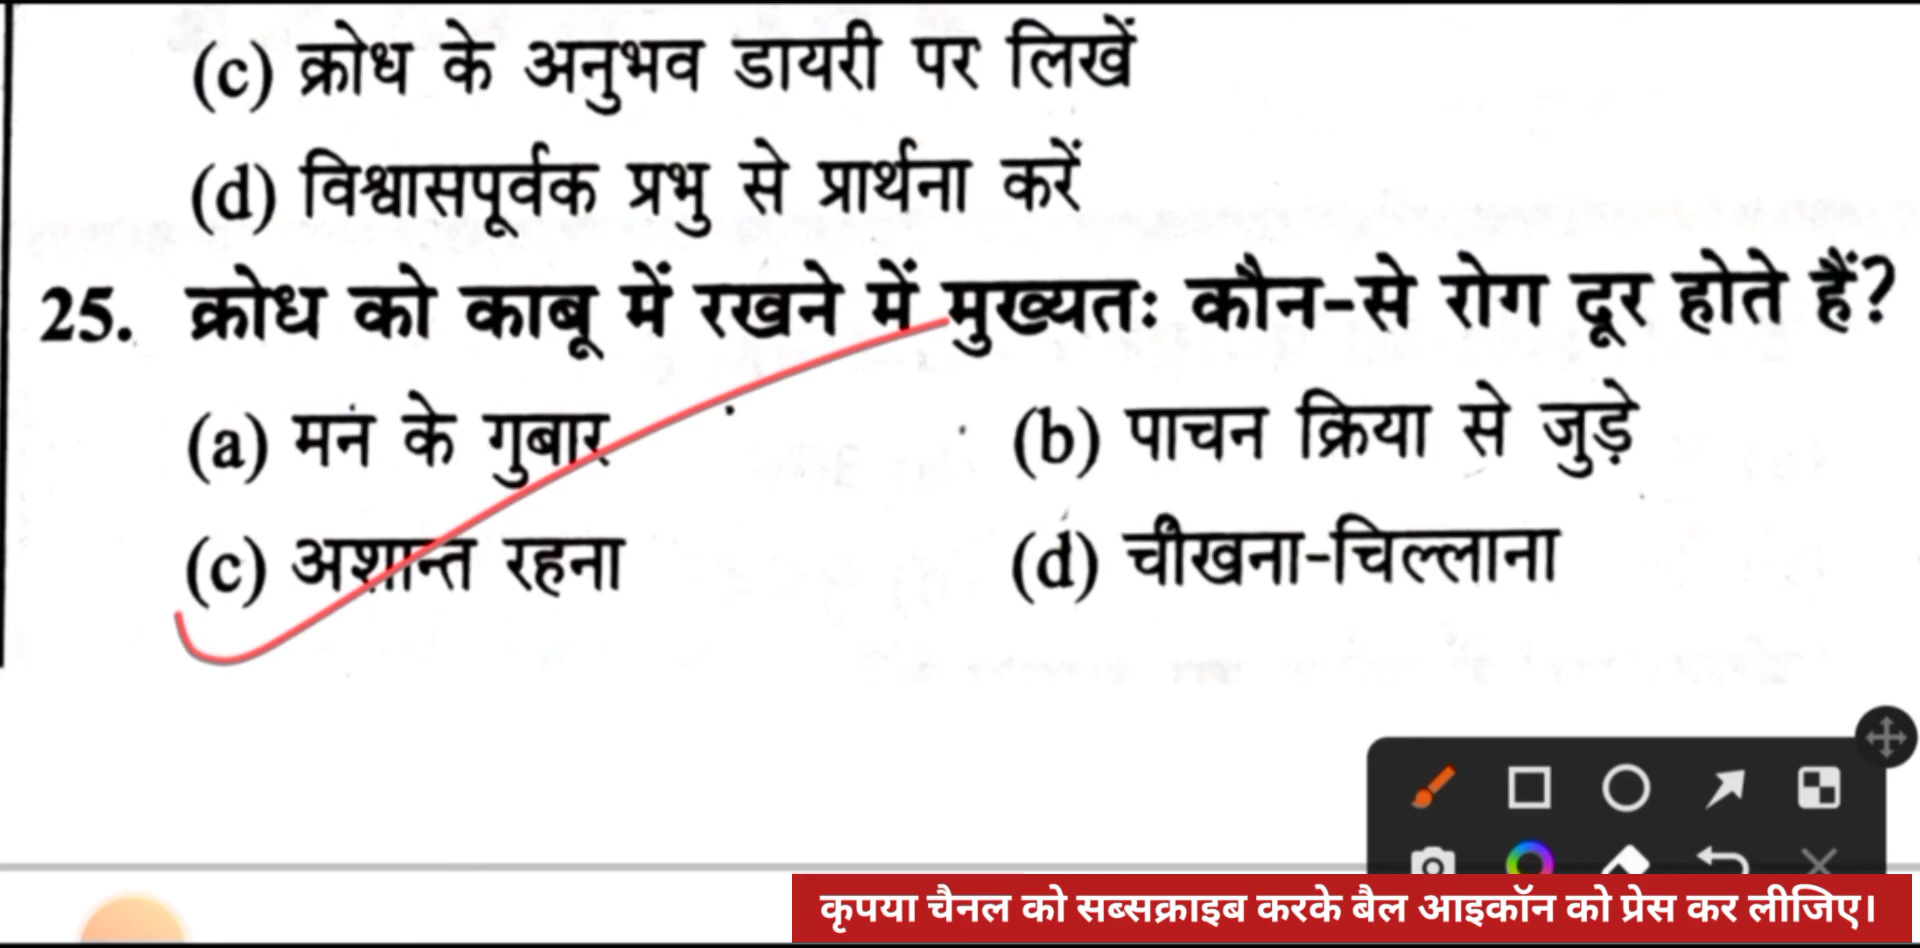 (c) क्रोध के अनुभव डायरी पर लिखें
(d) विश्वासपूर्वक प्रभु से प्रार्थना करें
25. क्रोध को काबू में रखने में मुख्यतः कौन-से रोग दूर होते हैं?
(a) मन के गुबार (b) पाचन क्रिया से जुड़े
(c) अशान्त रहना (d) चीखना-चिल्लाना
कृपया चैनल को सब्सक्राइब करके बैल आइकॉन को प्रेस कर लीजिए।